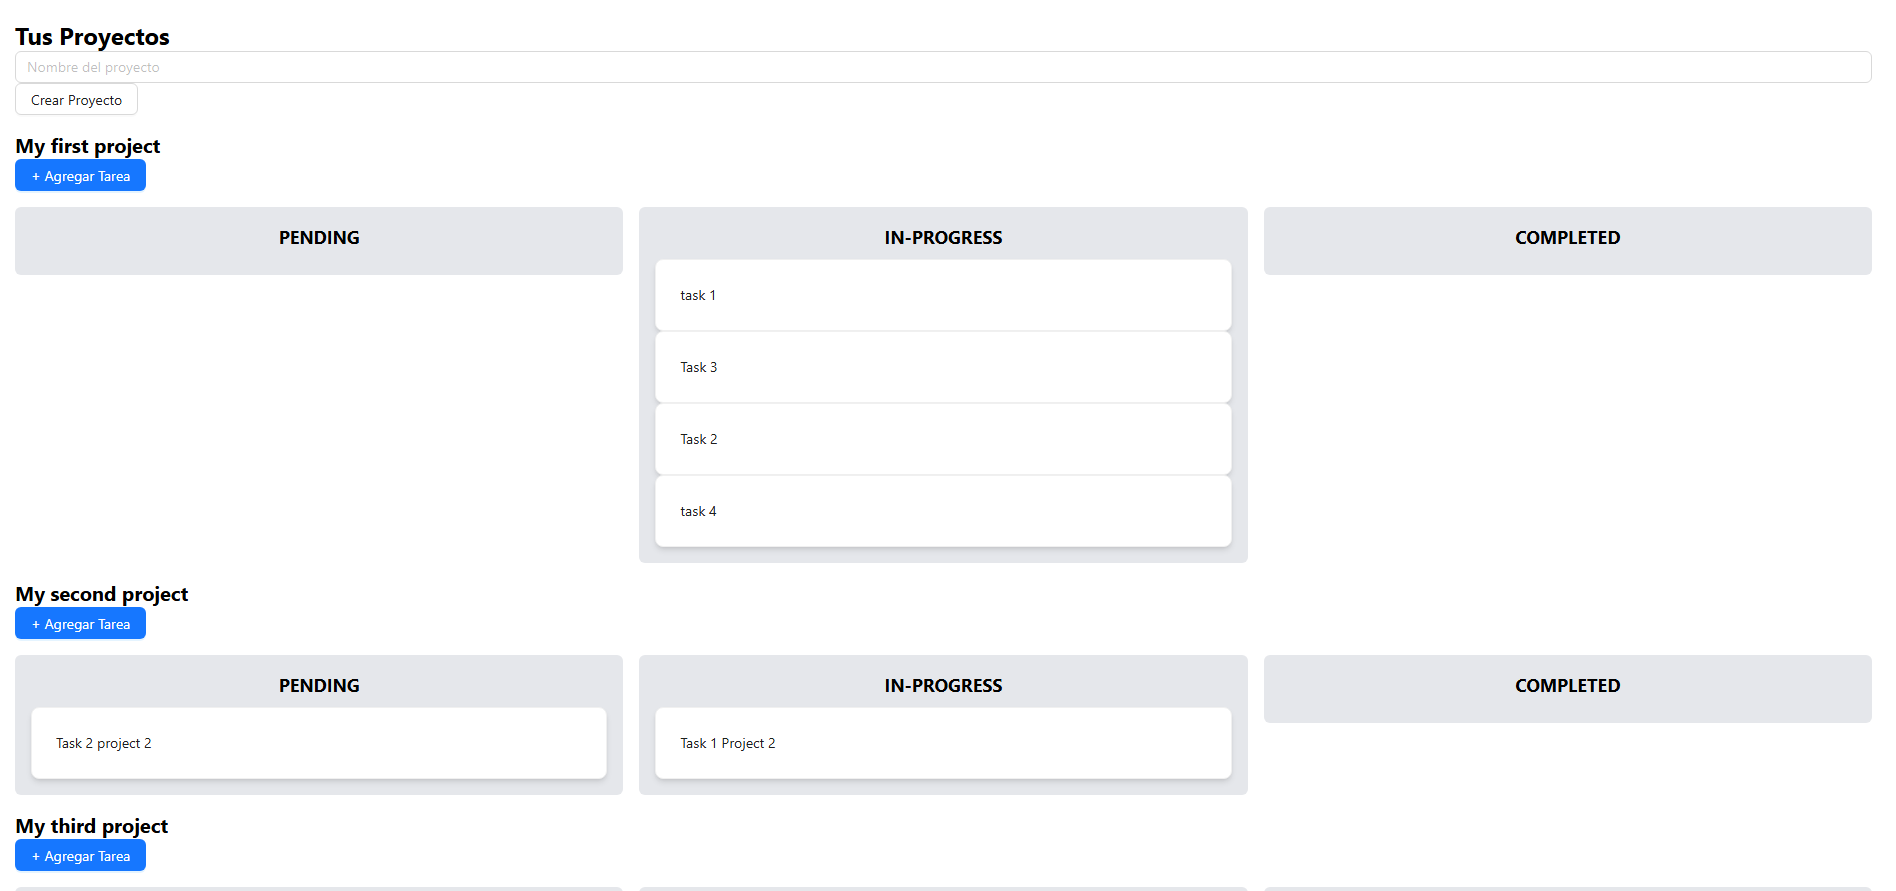 Tus Proyectos
Nombre del proyecto
Crear Proyecto
My first project
+ Agregar Tarea
PENDING
IN-PROGRESS
COMPLETED
task 1
Task 3
Task 2
task 4
My second project
+ Agregar Tarea
PENDING
IN-PROGRESS
COMPLETED
Task 2 project 2
Task 1 Project 2
My third project
+ Agregar Tarea